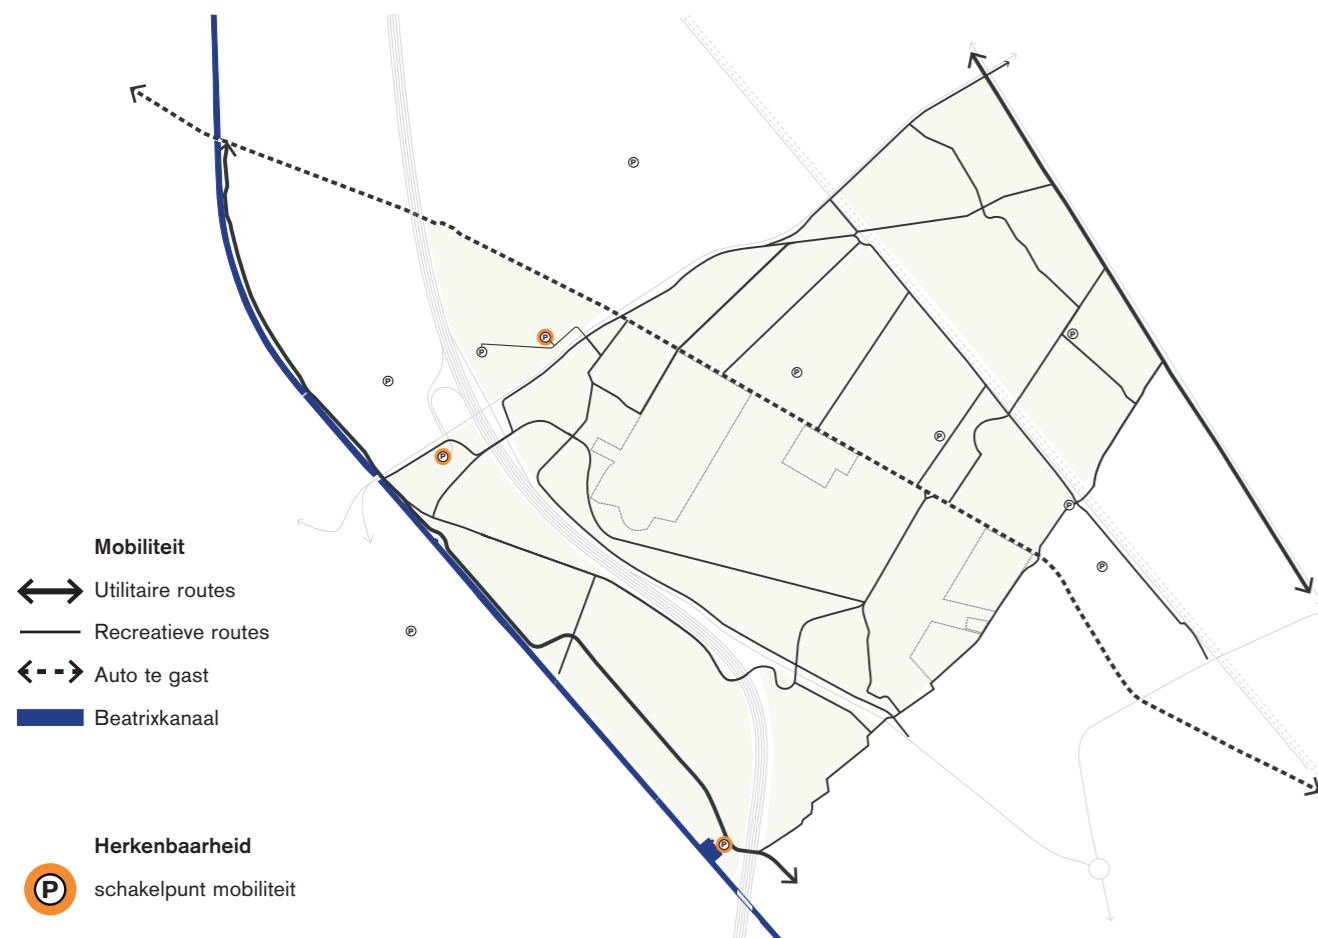 P
P
P
P
P
P
P
P
P
P
P
P
Mobiliteit
Utilitaire routes
Recreatieve routes
Auto te gast
Beatrixkanaal
Herkenbaarheid
P
schakelpunt mobiliteit